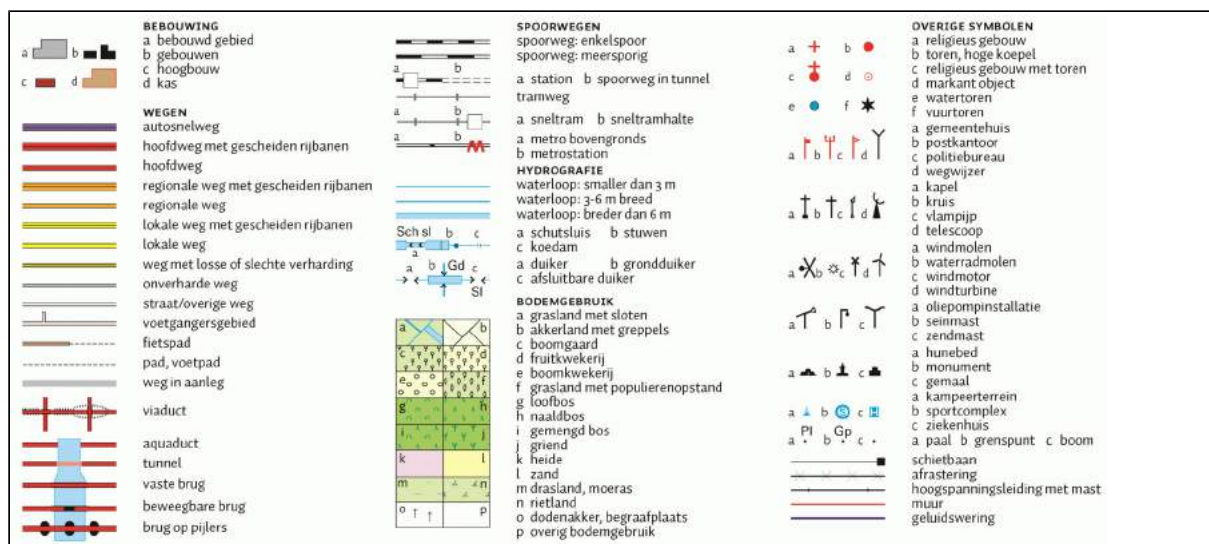 BEBOUWING
a bebouwd gebied
a b b gebouwen
c hoogbouw
c d d kas
WEGEN
autosnelweg
hoofdweg met gescheiden rijbanen
hoofdweg
regionale weg met gescheiden rijbanen
regionale weg
lokale weg met gescheiden rijbanen
lokale weg
weg met losse of slechte verharding
onverharde weg
straat/overige weg
voetgangersgebied
fietspad
pad, voetpad
weg in aanleg
viaduct
aquaduct
tunnel
vaste brug
beweegbare brug
brug op pijlers
SPOORWEGEN
spoorweg: enkelspoor
spoorweg: meersporig
a b
a station b spoorweg in tunnel
tramweg
a b
a sneltram b sneltramhalte
a b
a metro bovengronds
b metrostation
HYDROGRAFIE
waterloop: smaller dan 3 m
waterloop: 3-6 m breed
waterloop: breder dan 6 m
Sch sl b c
a
a schutsluis b stuwen
c koedam
a b Gd c
Sl
a duiker b grondduiker
c afsluitbare duiker
BODEMGEBRUIK
a b
c d
e f
g h
i j
k l
m n
o p
a grasland met sloten
b akkerland met greppels
c boomgaard
d fruitkwekerij
e boomkwekerij
f grasland met populierenopstand
g loofbos
h naaldbos
i gemengd bos
j griend
k heide
l zand
m drasland, moeras
n rietland
o dodenakker, begraafplaats
p overig bodemgebruik
OVERIGE SYMBOLEN
a b
c d
e f
a religieus gebouw
b toren, hoge koepel
c religieus gebouw met toren
d markant object
e watertoren
f vuurtoren
a b c d
a gemeentehuis
b postkantoor
c politiebureau
d wegwijzer
a b c d
a kapel
b kruis
c vlampijp
d telescoop
a b c d
a windmolen
b waterradmolen
c windmotor
d windturbine
a b c
a oliepompinstallatie
b seinmast
c zendmast
a b c
a hunebed
b monument
c gemaal
a b S c H
a kampeerterrein
b sportcomplex
c ziekenhuis
Pl Gp
a b c
a paal b grenspunt c boom
schietbaan
afrastering
hoogspanningsleiding met mast
muur
geluidswering